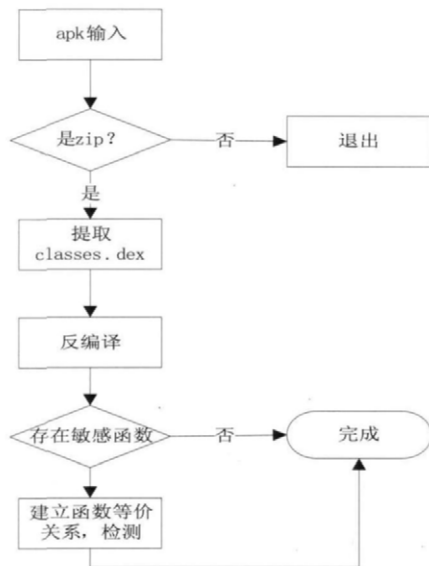 apk输入
是zip?
否
退出
是
提取
classes.dex
反编译
存在敏感函数
否
完成
建立函数等价
关系，检测